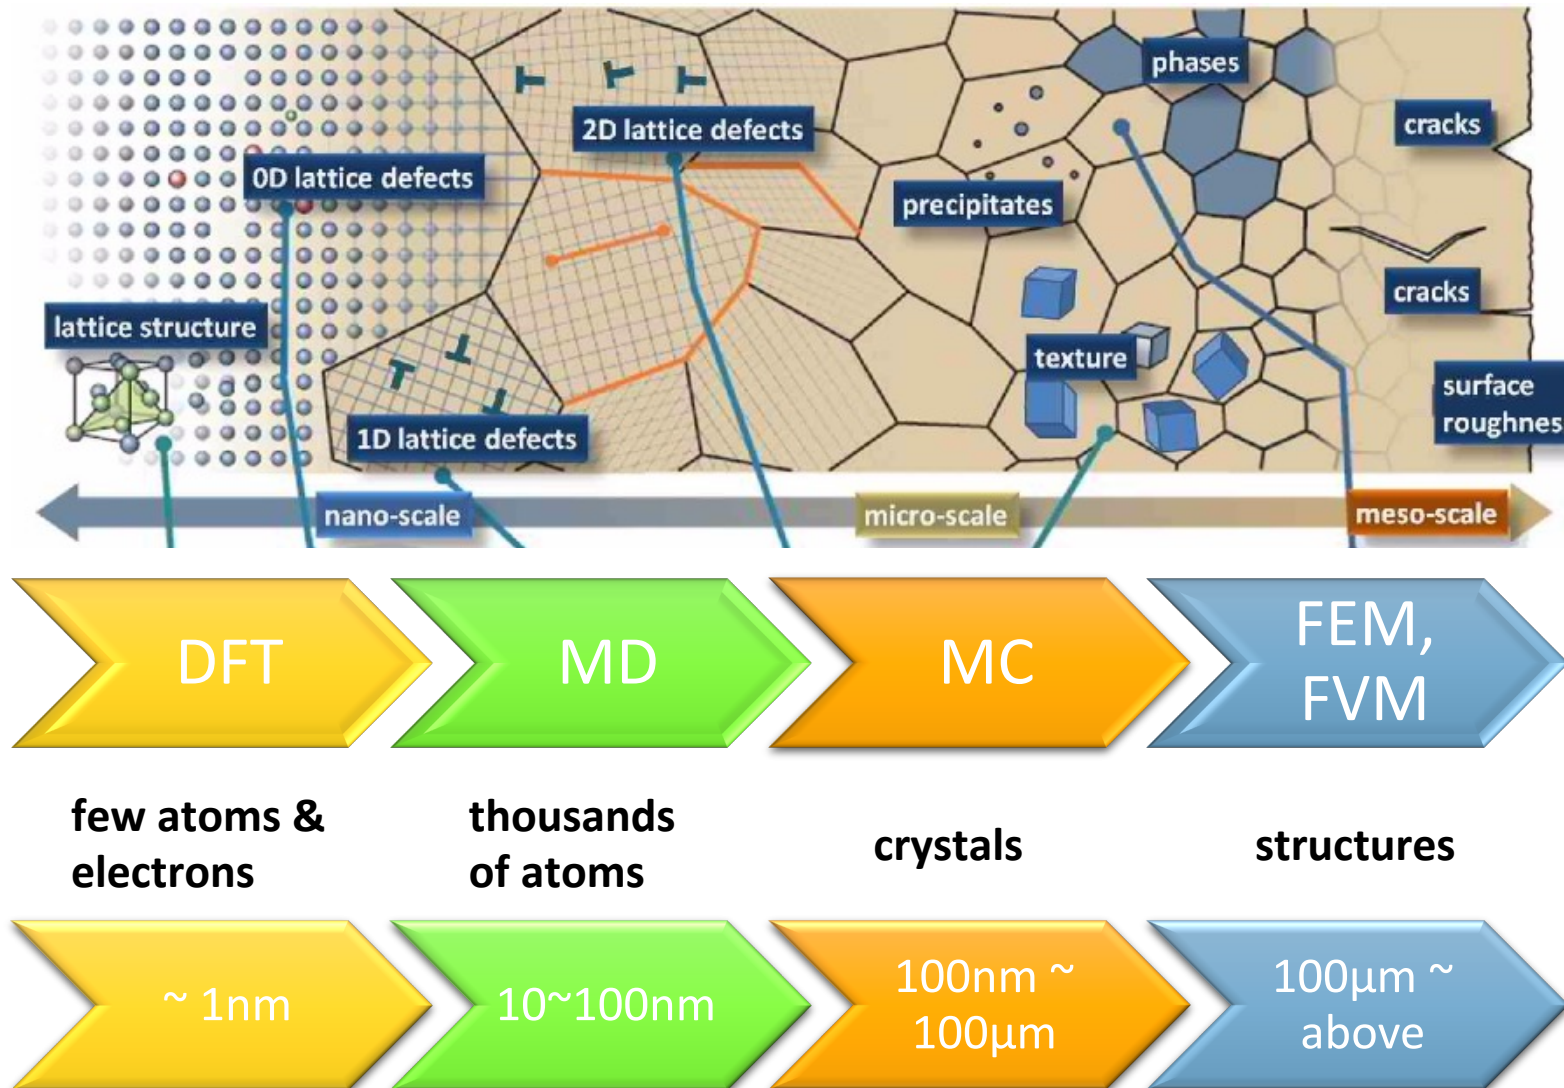 phases
cracks
2D lattice defects
0D lattice defects
precipitates
cracks
lattice structure
texture
surface
roughnes
1D lattice defects
nano-scale
micro-scale
meso-scale
DFT
MD
MC
FEM,
FVM
few atoms &
electrons
thousands
of atoms
crystals
structures
~ 1nm
10~100nm
100nm ~
100µm
100µm ~
above